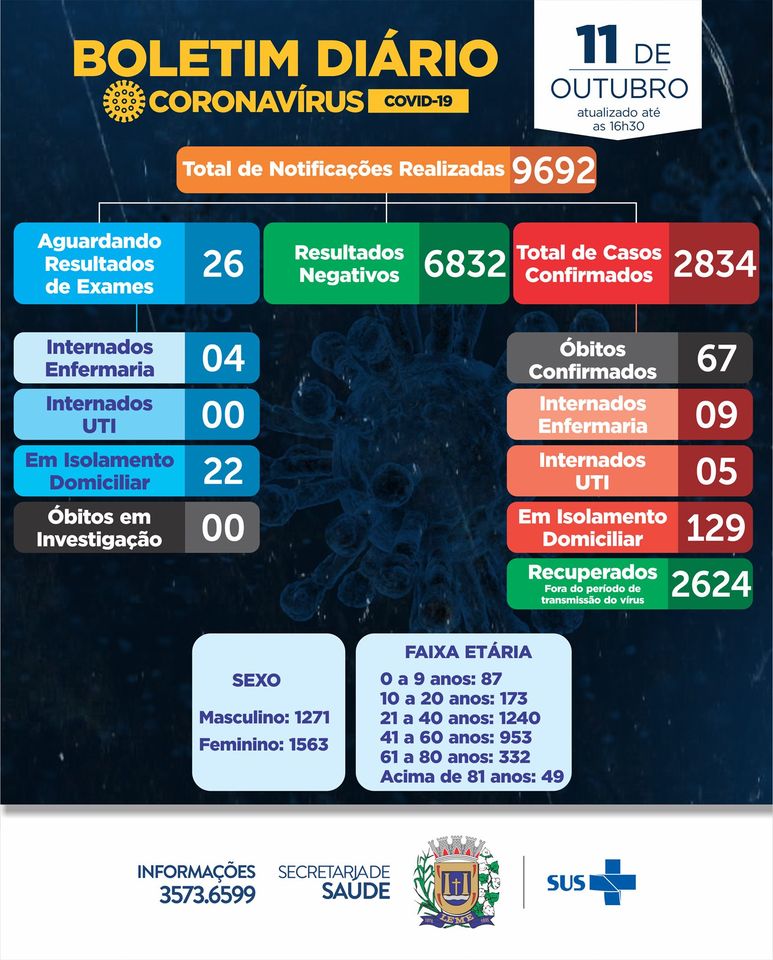 BOLETIM DIÁRIO
CORONAVÍRUS COVID-19
11 DE
OUTUBRO
atualizado até
as 16h30
Total de Notificações Realizadas 9692
Aguardando
Resultados
de Exames
26
Resultados
Negativos
6832
Total de Casos
Confirmados
2834
Internados
Enfermaria
04
Internados
UTI
00
Em Isolamento
Domiciliar
22
Óbitos em
Investigação
00
Óbitos
Confirmados
67
Internados
Enfermaria
09
Internados
UTI
05
Em Isolamento
Domiciliar
129
Recuperados
Fora do período de
transmissão do vírus
2624
SEXO
Masculino: 1271
Feminino: 1563
FAIXA ETÁRIA
0 a 9 anos: 87
10 a 20 anos: 173
21 a 40 anos: 1240
41 a 60 anos: 953
61 a 80 anos: 332
Acima de 81 anos: 49
INFORMAÇÕES
3573.6599
SECRETARIA DE
SAÚDE
LEME
SUS